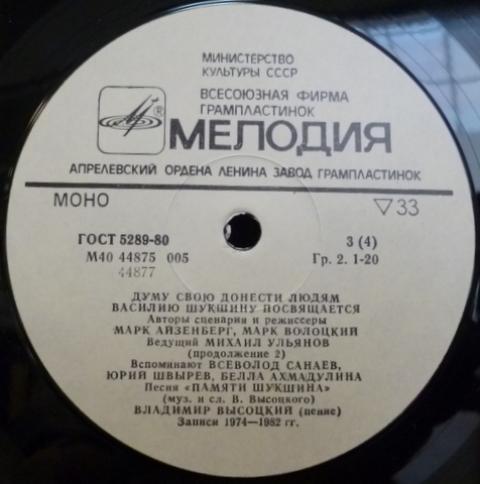 МИНИСТЕРСТВО
КУЛЬТУРЫ СССР
ВСЕСОЮЗНАЯ ФИРМА
ГРАМПЛАСТИНОК
® МЕЛОДИЯ
АПРЕЛЕВСКИЙ ОРДЕНА ЛЕНИНА ЗАВОД ГРАМПЛАСТИНОК
МОНО ▽33
ГОСТ 5289-80 3 (4)
М40 44875 005 Гр. 2. 1-20
44877
ДУМУ СВОЮ ДОНЕСТИ ЛЮДЯМ
ВАСИЛИЮ ШУКШИНУ ПОСВЯЩАЕТСЯ
Авторы сценария и режиссеры
МАРК АЙЗЕНБЕРГ, МАРК ВОЛОЦКИЙ
Ведущий МИХАИЛ УЛЬЯНОВ
(продолжение 2)
Вспоминают ВСЕВОЛОД САНАЕВ,
ЮРИЙ ШВЫРЕВ, БЕЛЛА АХМАДУЛИНА
Песня «ПАМЯТИ ШУКШИНА»
(муз. и сл. В. Высоцкого)
ВЛАДИМИР ВЫСОЦКИЙ (пение)
Записи 1974—1982 гг.